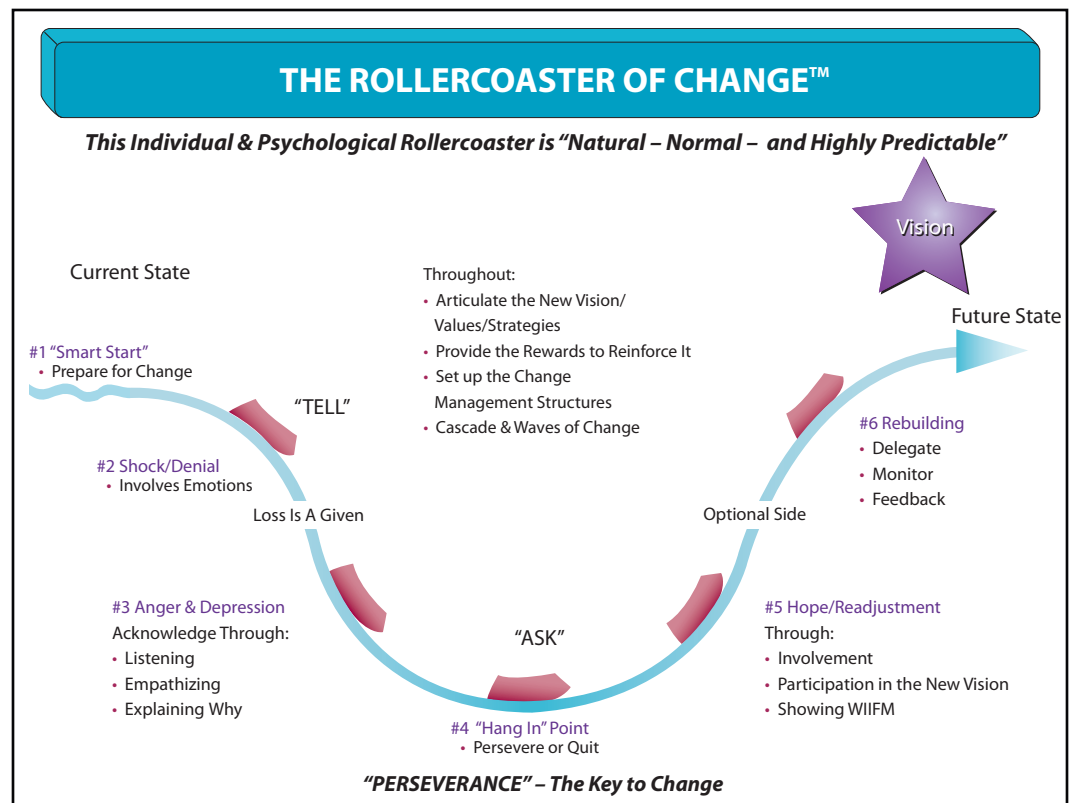 THE ROLLERCOASTER OF CHANGE™
This Individual & Psychological Rollercoaster is “Natural – Normal – and Highly Predictable”
Vision
Current State
Future State
Throughout:
• Articulate the New Vision/
Values/Strategies
• Provide the Rewards to Reinforce It
• Set up the Change
Management Structures
• Cascade & Waves of Change
#1 “Smart Start”
• Prepare for Change
“TELL”
#2 Shock/Denial
• Involves Emotions
Loss Is A Given
#3 Anger & Depression
Acknowledge Through:
• Listening
• Empathizing
• Explaining Why
“ASK”
#4 “Hang In” Point
• Persevere or Quit
Optional Side
#5 Hope/Readjustment
Through:
• Involvement
• Participation in the New Vision
• Showing WIIFM
#6 Rebuilding
• Delegate
• Monitor
• Feedback
“PERSEVERANCE” – The Key to Change